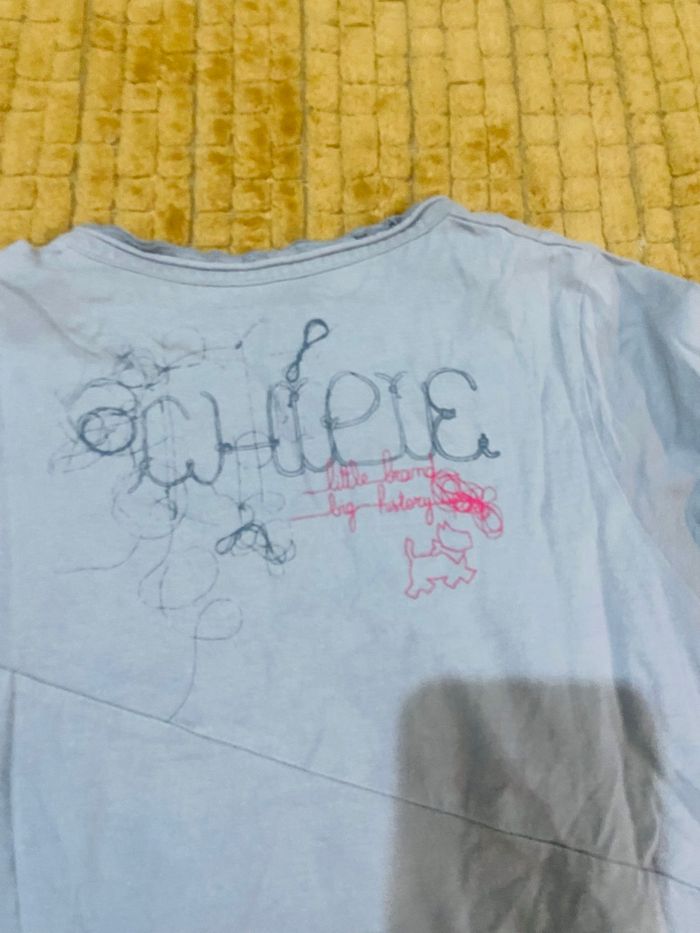 CHIPIE
little brand
big history